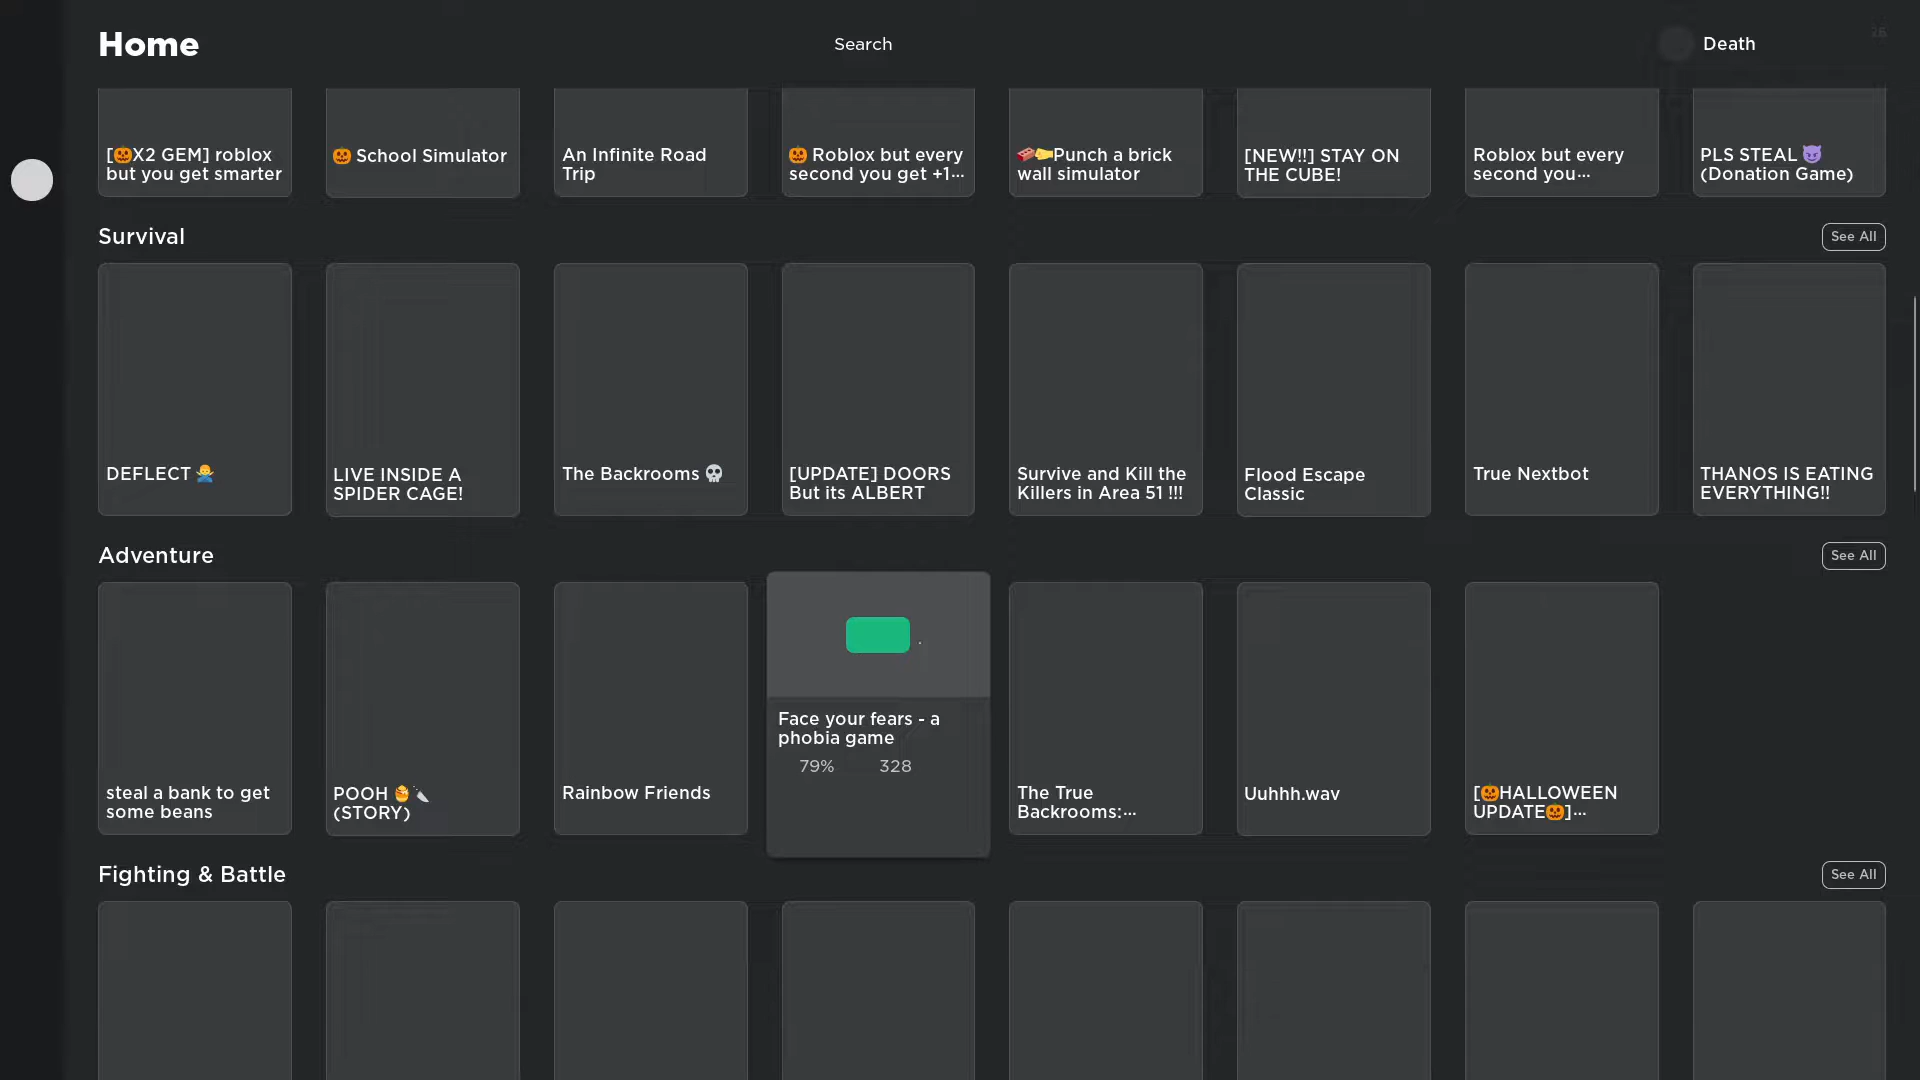 Home
Search
Death
[🎃X2 GEM] roblox
but you get smarter
🎃 School Simulator
An Infinite Road
Trip
🎃 Roblox but every
second you get +1...
🧱🧽Punch a brick
wall simulator
[NEW!!] STAY ON
THE CUBE!
Roblox but every
second you...
PLS STEAL 😈
(Donation Game)
Survival
See All
DEFLECT 🙅‍♂️
LIVE INSIDE A
SPIDER CAGE!
The Backrooms 💀
[UPDATE] DOORS
But its ALBERT
Survive and Kill the
Killers in Area 51 !!!
Flood Escape
Classic
True Nextbot
THANOS IS EATING
EVERYTHING!!
Adventure
See All
steal a bank to get
some beans
POOH 🍯🔪
(STORY)
Rainbow Friends
Face your fears - a
phobia game
79% 328
The True
Backrooms:...
Uuhhh.wav
[🎃HALLOWEEN
UPDATE🎃]...
Fighting & Battle
See All